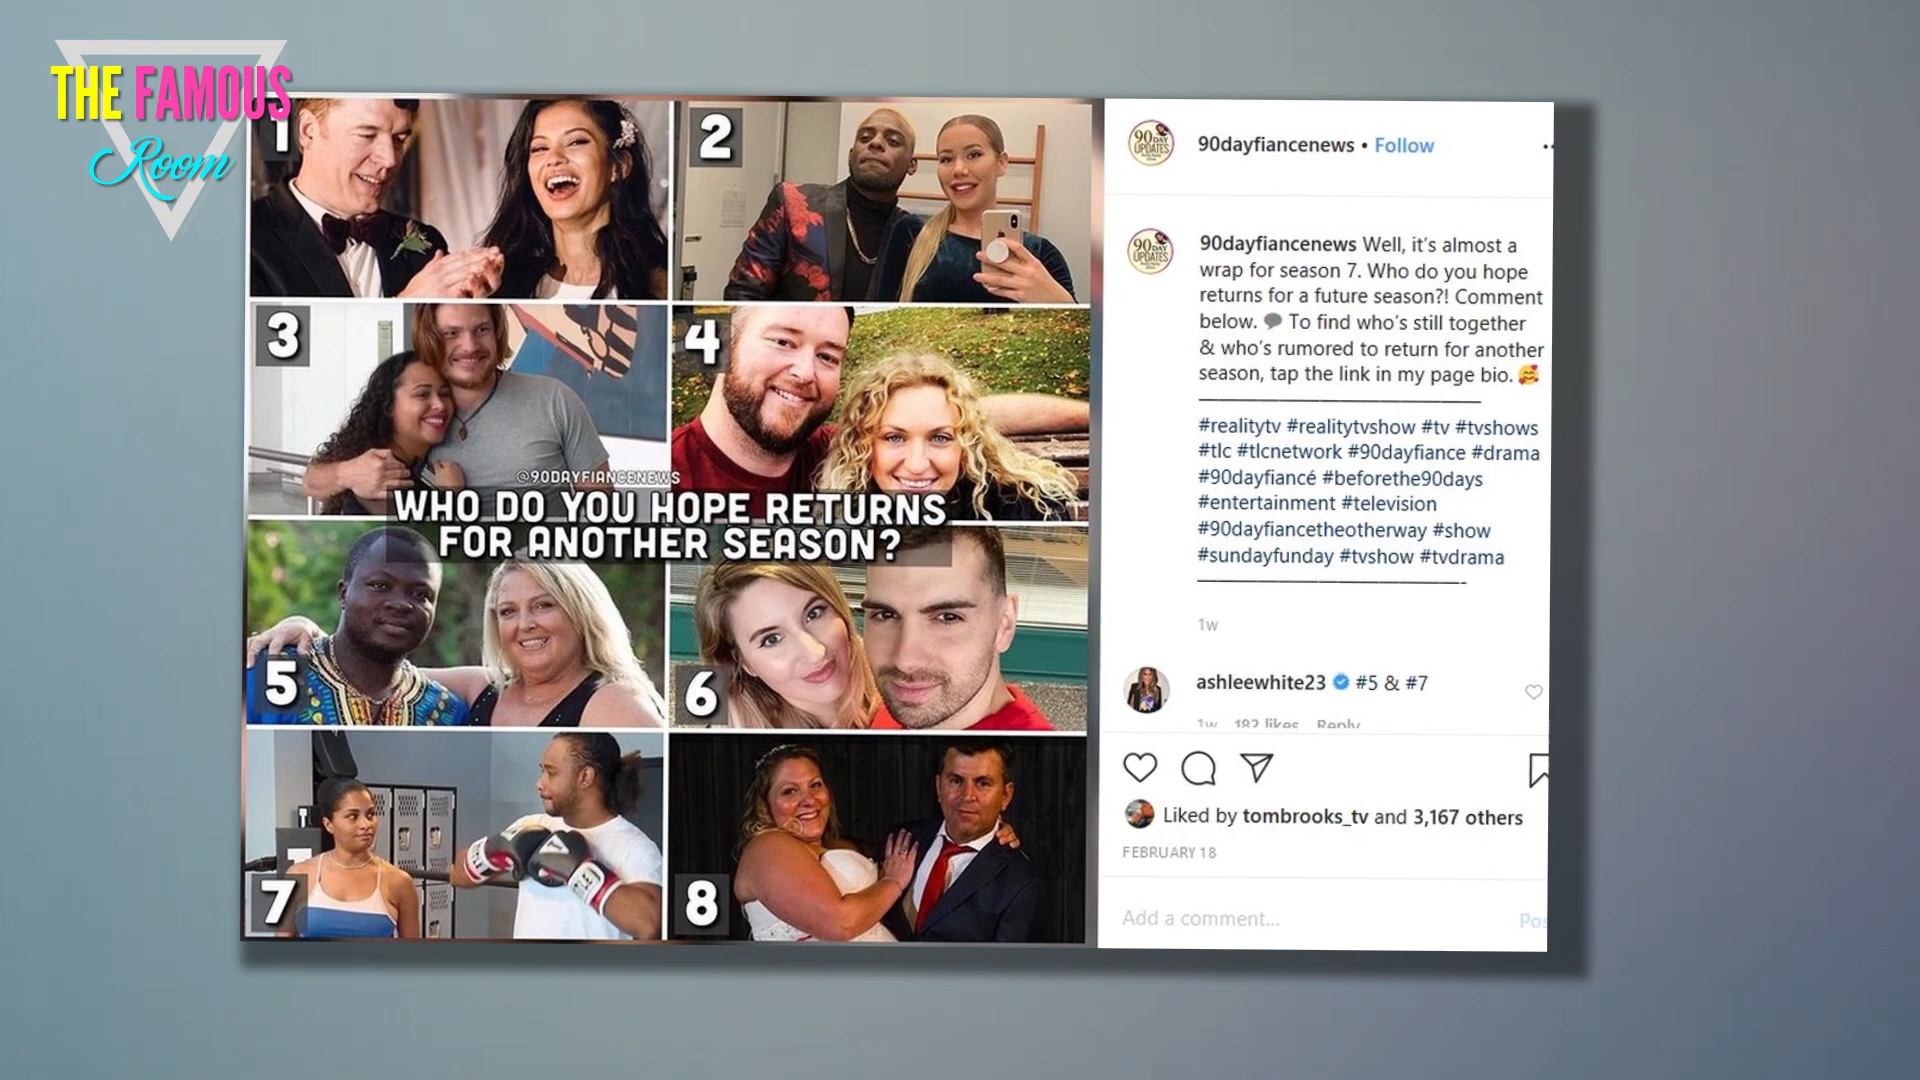 THE FAMOUS
Room
1
2
3
4
@90DAYFIANCENEWS
WHO DO YOU HOPE RETURNS
FOR ANOTHER SEASON?
5
6
7
8
90dayfiancenews • Follow
90dayfiancenews Well, it's almost a
wrap for season 7. Who do you hope
returns for a future season?! Comment
below. 💬 To find who's still together
& who's rumored to return for another
season, tap the link in my page bio. 🥰
#realitytv #realitytvshow #tv #tvshows
#tlc #tlcnetwork #90dayfiance #drama
#90dayfiancé #beforethe90days
#entertainment #television
#90dayfiancetheotherway #show
#sundayfunday #tvshow #tvdrama
1w
ashleewhite23 #5 & #7
1w 182 likes Reply
Liked by tombrooks_tv and 3,167 others
FEBRUARY 18
Add a comment...